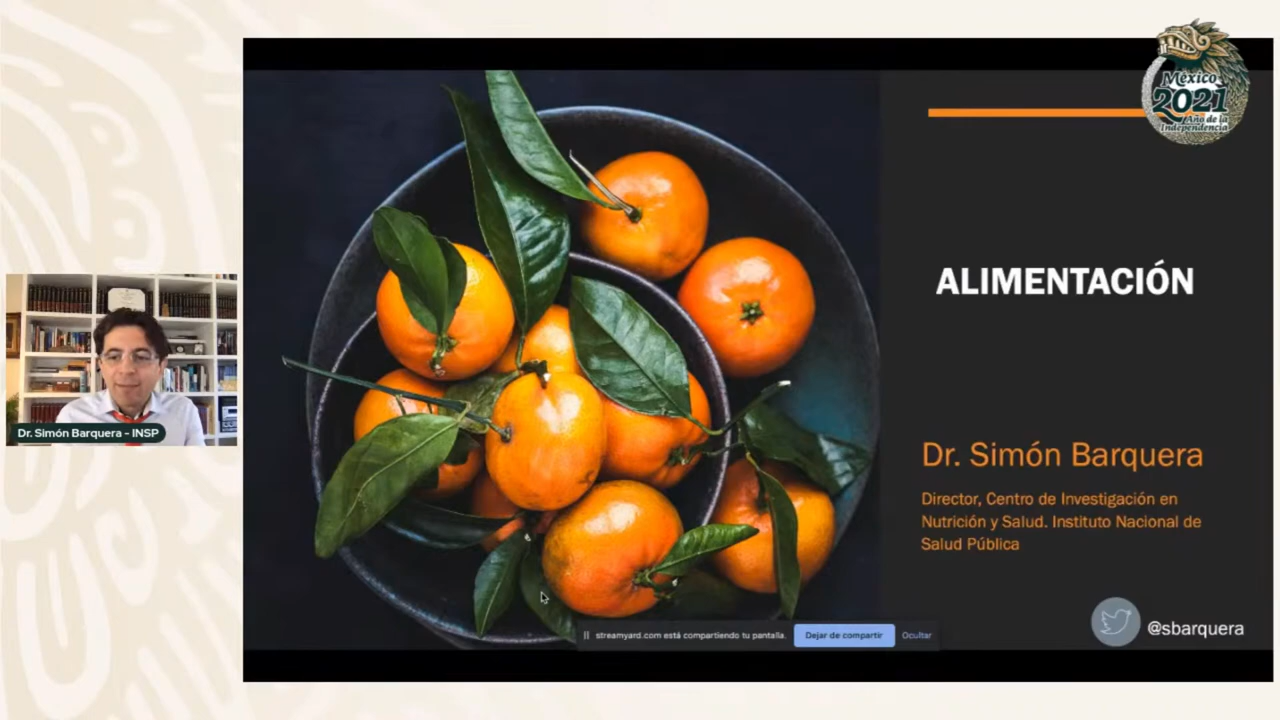 México
2021
Año de la
Independencia
ALIMENTACIÓN
Dr. Simón Barquera
Director, Centro de Investigación en
Nutrición y Salud. Instituto Nacional de
Salud Pública
@sbarquera
Dr. Simón Barquera - INSP
streamyard.com está compartiendo tu pantalla.
Dejar de compartir
Ocultar